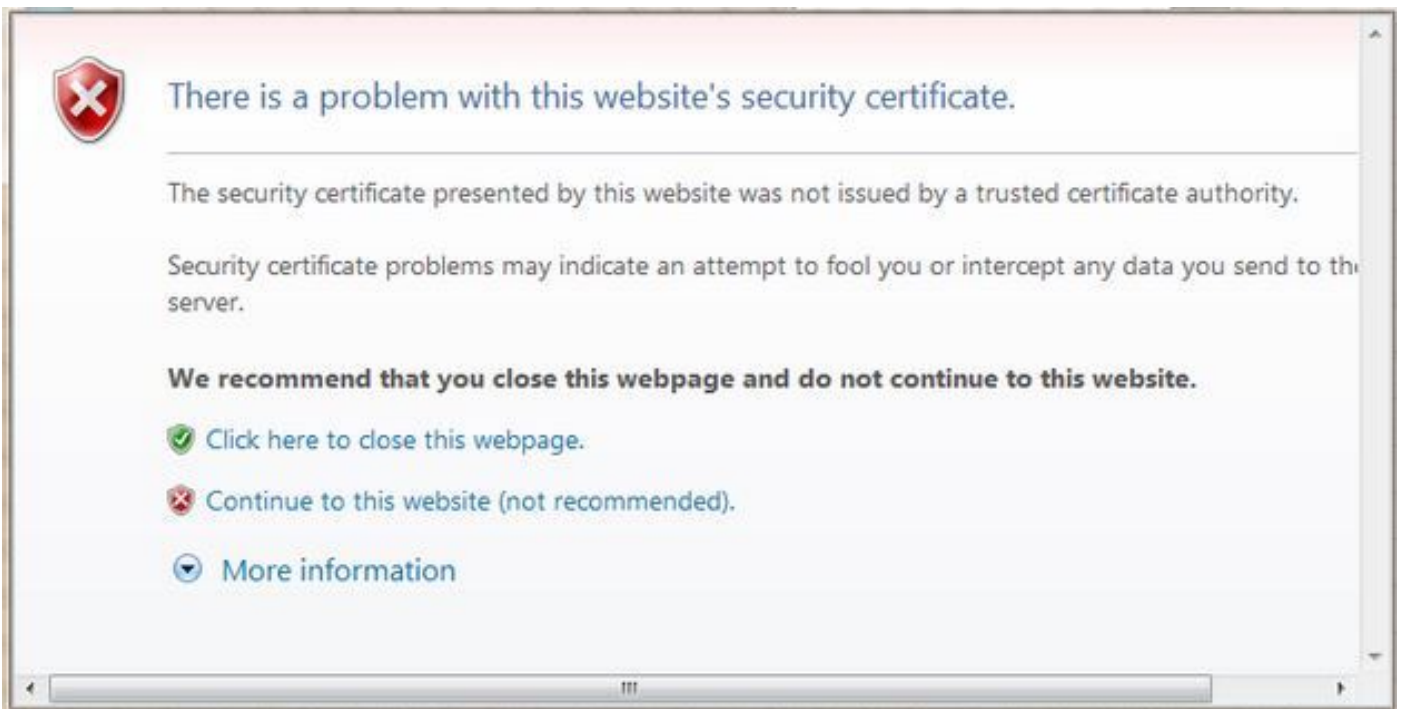 There is a problem with this website's security certificate.
The security certificate presented by this website was not issued by a trusted certificate authority.
Security certificate problems may indicate an attempt to fool you or intercept any data you send to
server.
We recommend that you close this webpage and do not continue to this website.
Click here to close this webpage.
Continue to this website (not recommended).
More information